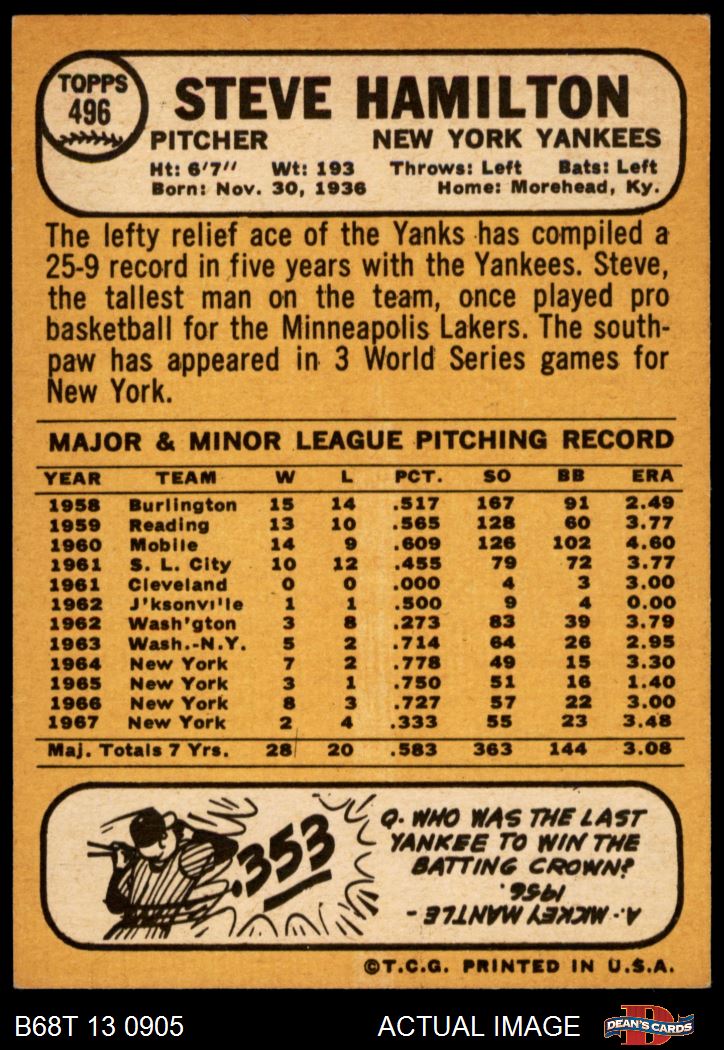 TOPPS
496
STEVE HAMILTON
PITCHER NEW YORK YANKEES
Ht: 6'7'' Wt: 193 Throws: Left Bats: Left
Born: Nov. 30, 1936 Home: Morehead, Ky.
The lefty relief ace of the Yanks has compiled a
25-9 record in five years with the Yankees. Steve,
the tallest man on the team, once played pro
basketball for the Minneapolis Lakers. The south-
paw has appeared in 3 World Series games for
New York.
MAJOR & MINOR LEAGUE PITCHING RECORD
YEAR TEAM W L PCT. SO BB ERA
1958 Burlington 15 14 .517 167 91 2.49
1959 Reading 13 10 .565 128 60 3.77
1960 Mobile 14 9 .609 126 102 4.60
1961 S. L. City 10 12 .455 79 72 3.77
1961 Cleveland 0 0 .000 4 3 3.00
1962 J'ksonville 1 1 .500 9 4 0.00
1962 Wash'gton 3 8 .273 83 39 3.79
1963 Wash.-N.Y. 5 2 .714 64 26 2.95
1964 New York 7 2 .778 49 15 3.30
1965 New York 3 1 .750 51 16 1.40
1966 New York 8 3 .727 57 22 3.00
1967 New York 2 4 .333 55 23 3.48
Maj. Totals 7 Yrs. 28 20 .583 363 144 3.08
.353
Q. WHO WAS THE LAST
YANKEE TO WIN THE
BATTING CROWN?
A. MICKEY MANTLE -
1956.
©T.C.G. PRINTED IN U.S.A.
B68T 13 0905 ACTUAL IMAGE D DEAN'S CARDS